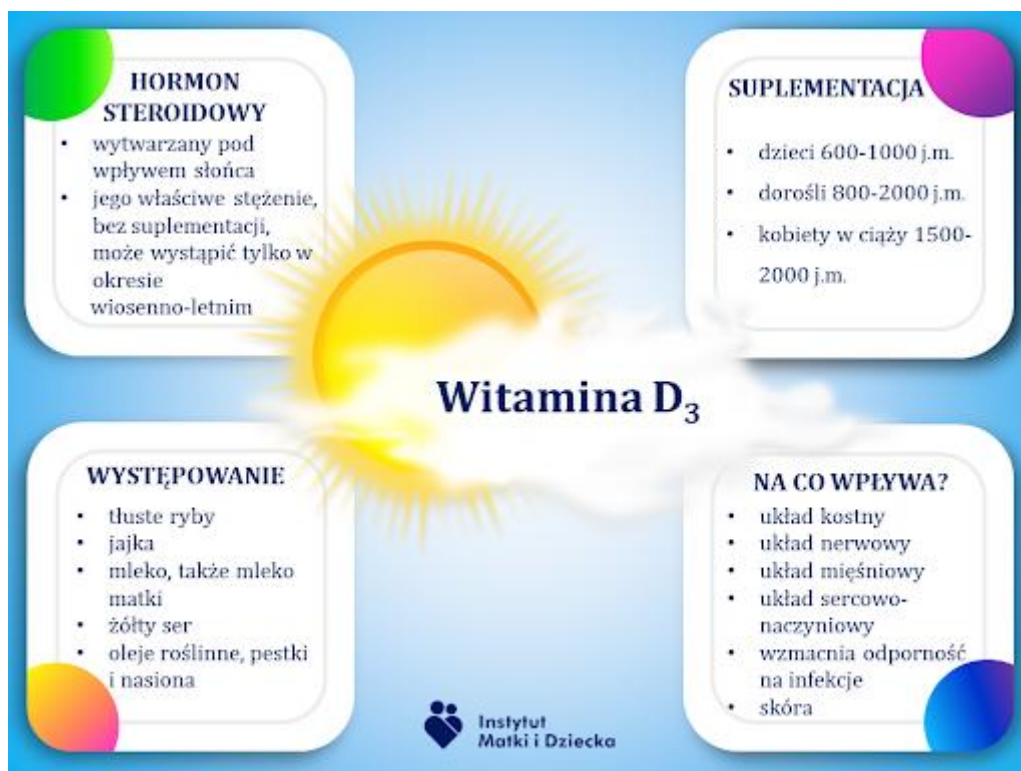 HORMON
STEROIDOWY
• wytwarzany pod
wpływem słońca
• jego właściwe stężenie,
bez suplementacji,
może wystąpić tylko w
okresie
wiosenno-letnim
SUPLEMENTACJA
• dzieci 600-1000 j.m.
• dorośli 800-2000 j.m.
• kobiety w ciąży 1500-
2000 j.m.
Witamina D₃
WYSTĘPOWANIE
• tłuste ryby
• jajka
• mleko, także mleko
matki
• żółty ser
• oleje roślinne, pestki
i nasiona
NA CO WPŁYWA?
• układ kostny
• układ nerwowy
• układ mięśniowy
• układ sercowo-
naczyniowy
• wzmacnia odporność
na infekcje
• skóra
Instytut
Matki i Dziecka